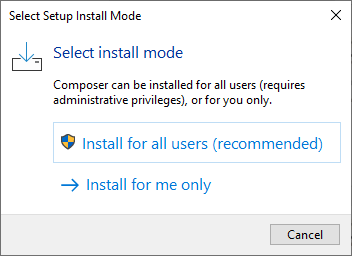 Select Setup Install Mode
Select install mode
Composer can be installed for all users (requires
administrative privileges), or for you only.
Install for all users (recommended)
Install for me only
Cancel